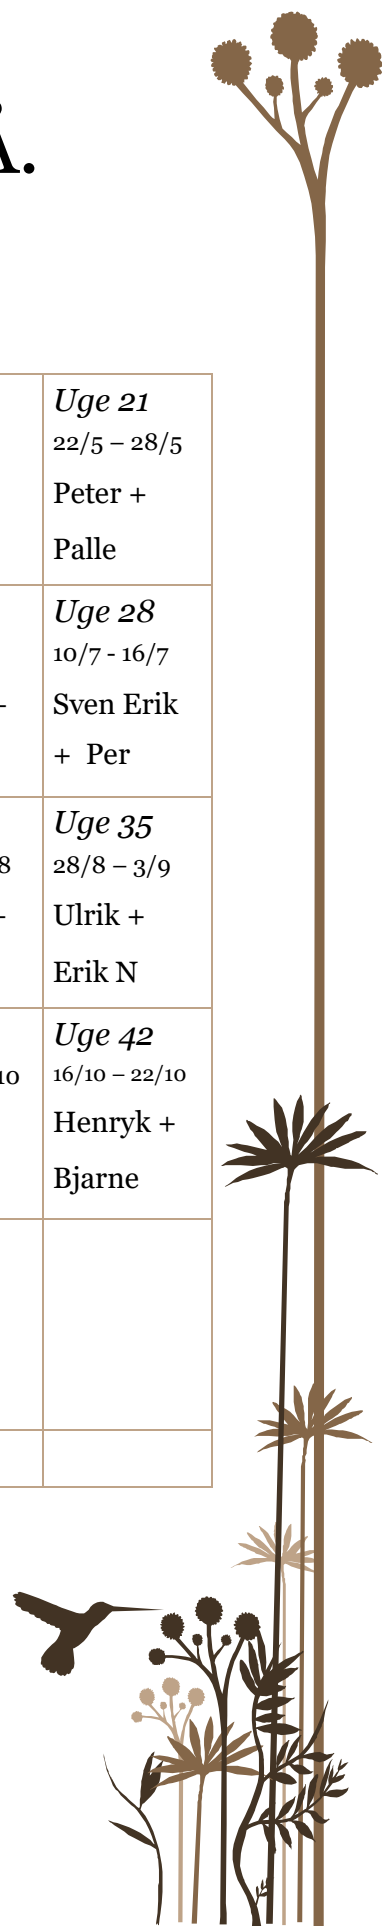 Å.
Uge 21
22/5 – 28/5
Peter +
Palle
Uge 28
10/7 - 16/7
Sven Erik
+ Per
Uge 35
28/8 – 3/9
Ulrik +
Erik N
Uge 42
10
16/10 – 22/10
Henryk +
Bjarne